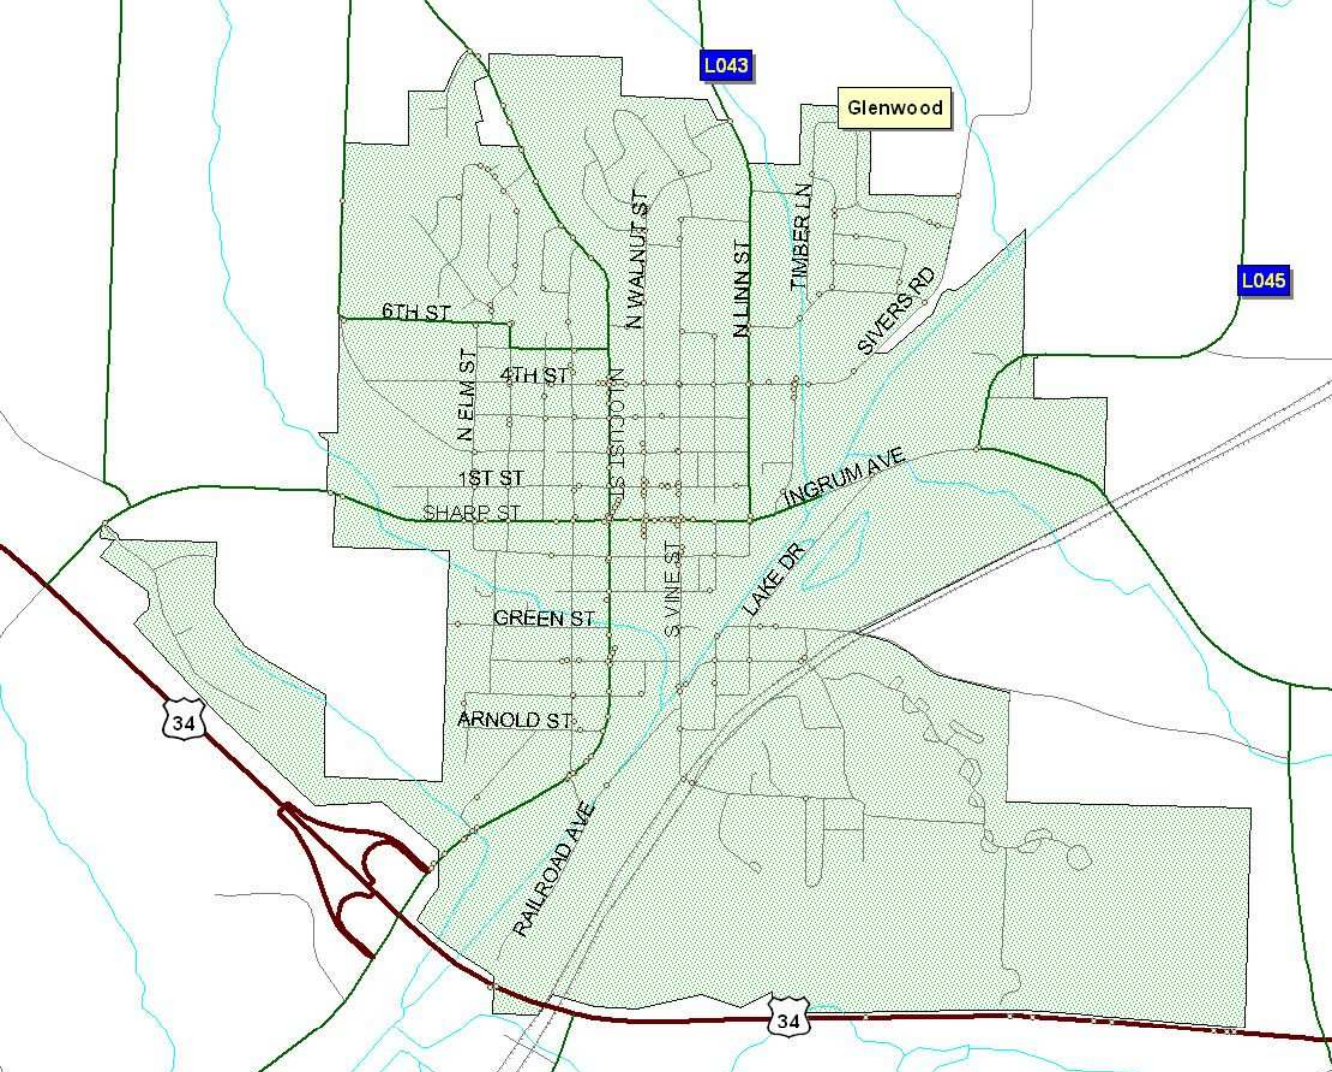 L043
Glenwood
N WALNUT ST
TIMBER LN
N LINN ST
L045
SIVERS RD
6TH ST
4TH ST
N ELM ST
N LOCUST ST
1ST ST
INGRUM AVE
SHARP ST
S VINE ST
LAKE DR
GREEN ST
34
ARNOLD ST
RAILROAD AVE
34